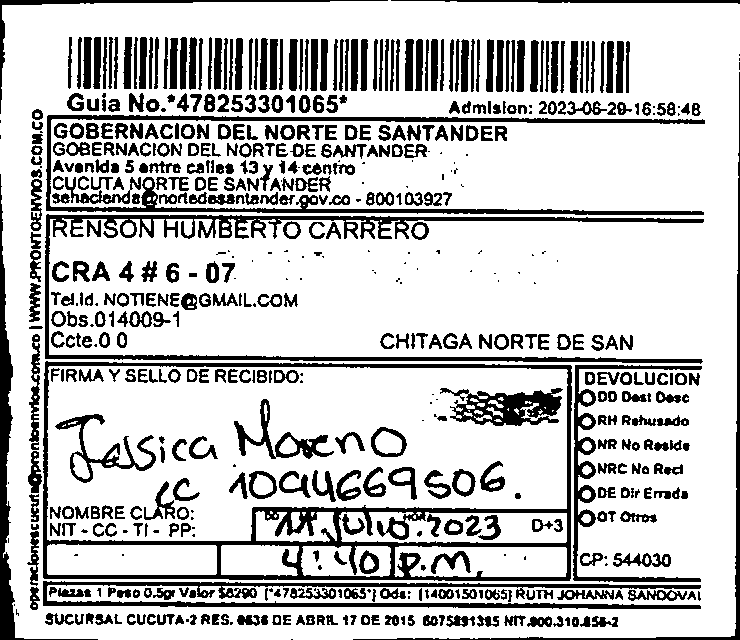 Guia No.*478253301065*
Admision: 2023-06-29-16:58:48
GOBERNACION DEL NORTE DE SANTANDER
GOBERNACION DEL NORTE DE SANTANDER
Avenida 5 entre calles 13 y 14 centro
CUCUTA NORTE DE SANTANDER
sehacienda@nortedesantander.gov.co - 800103927
RENSON HUMBERTO CARRERO
CRA 4 # 6 - 07
Tel.Id. NOTIENE@GMAIL.COM
Obs.014009-1
Ccte.0 0
CHITAGA NORTE DE SAN
FIRMA Y SELLO DE RECIBIDO:
Jessica Moreno
cc 1094669506.
NOMBRE CLARO:
NIT - CC - TI - PP:
Julio. 2023
D+3
4:40 p.m.
DEVOLUCION
DD Dest Desc
RH Rehusado
NR No Reside
NRC No Recl
DE Dir Errada
OT Otros
CP: 544030
Piezas 1 Peso 0.5gr Valor $6290 [*478253301065*] Ods: [14001501065] RUTH JOHANNA SANDOVAL
SUCURSAL CUCUTA-2 RES. 0636 DE ABRIL 17 DE 2015 6075891395 NIT.900.310.856-2
operacionescucuta@prontoenvios.com.co | WWW.PRONTOENVIOS.COM.CO